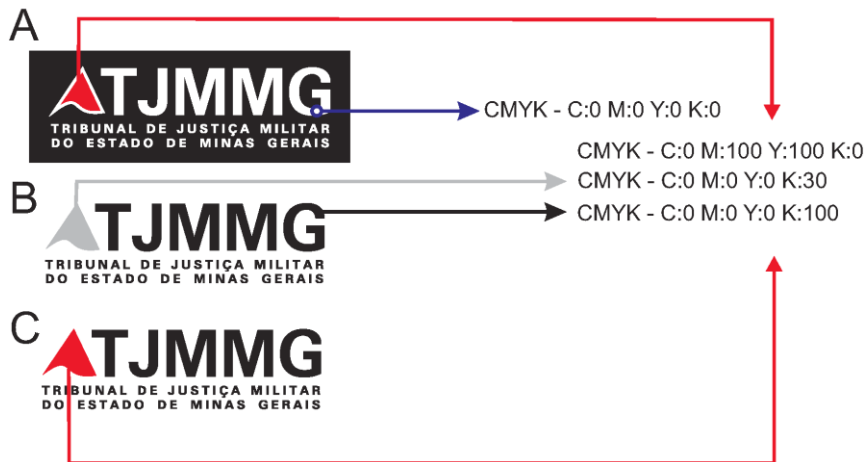 A
TJMMG
TRIBUNAL DE JUSTIÇA MILITAR
DO ESTADO DE MINAS GERAIS
CMYK - C:0 M:0 Y:0 K:0
CMYK - C:0 M:100 Y:100 K:0
CMYK - C:0 M:0 Y:0 K:30
B
TJMMG
CMYK - C:0 M:0 Y:0 K:100
TRIBUNAL DE JUSTIÇA MILITAR
DO ESTADO DE MINAS GERAIS
C
TJMMG
TRIBUNAL DE JUSTIÇA MILITAR
DO ESTADO DE MINAS GERAIS